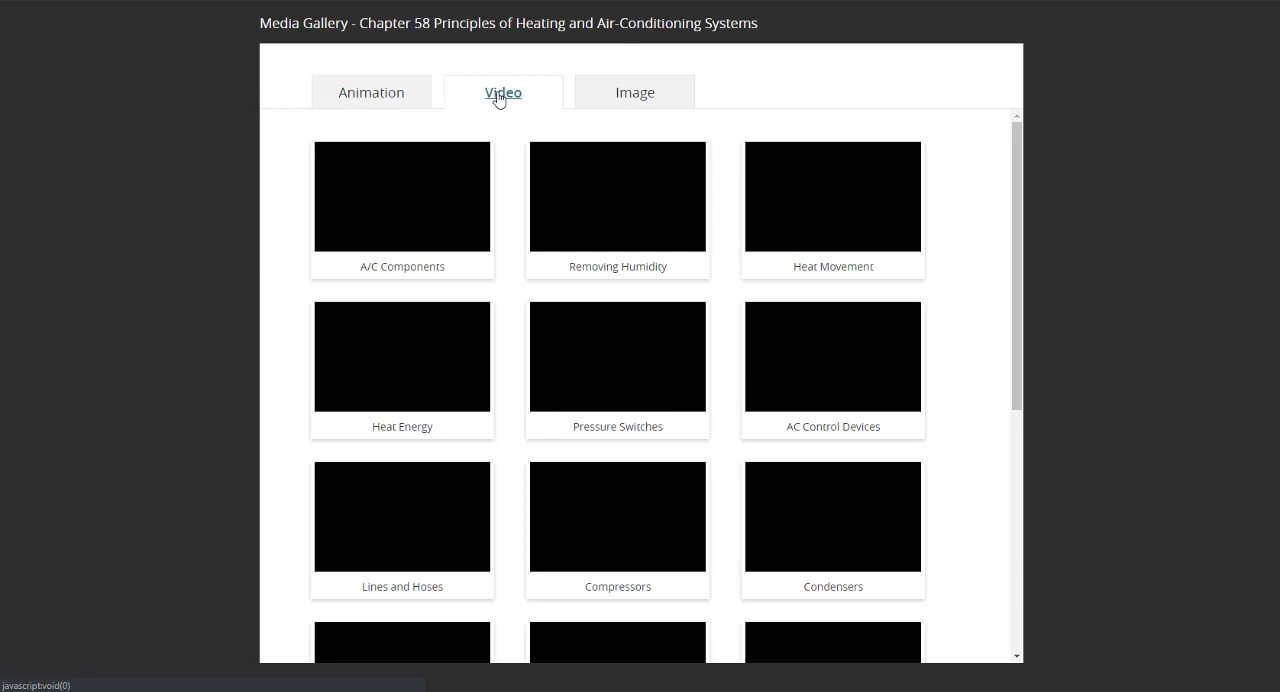 Media Gallery - Chapter 58 Principles of Heating and Air-Conditioning Systems
Animation
Video
Image
A/C Components
Removing Humidity
Heat Movement
Heat Energy
Pressure Switches
AC Control Devices
Lines and Hoses
Compressors
Condensers
javascript:void(0)